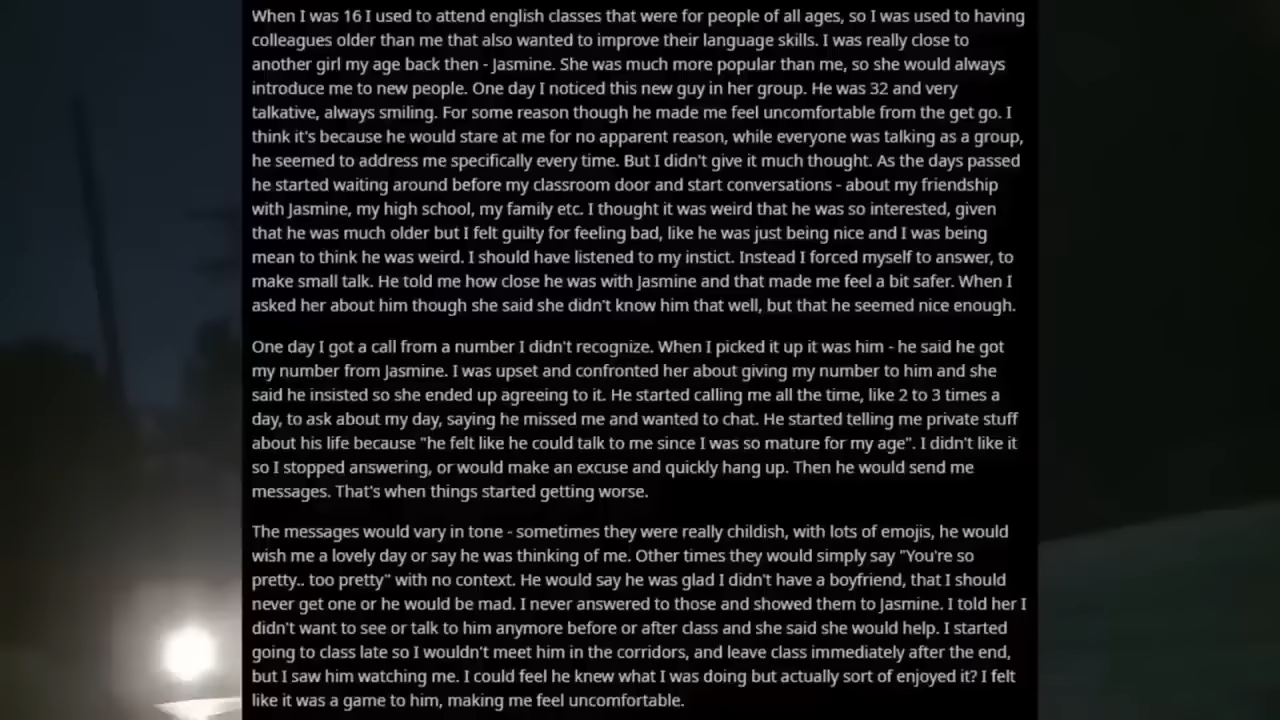 When I was 16 I used to attend english classes that were for people of all ages, so I was used to having
colleagues older than me that also wanted to improve their language skills. I was really close to
another girl my age back then - Jasmine. She was much more popular than me, so she would always
introduce me to new people. One day I noticed this new guy in her group. He was 32 and very
talkative, always smiling. For some reason though he made me feel uncomfortable from the get go. I
think it's because he would stare at me for no apparent reason, while everyone was talking as a group,
he seemed to address me specifically every time. But I didn't give it much thought. As the days passed
he started waiting around before my classroom door and start conversations - about my friendship
with Jasmine, my high school, my family etc. I thought it was weird that he was so interested, given
that he was much older but I felt guilty for feeling bad, like he was just being nice and I was being
mean to think he was weird. I should have listened to my instict. Instead I forced myself to answer, to
make small talk. He told me how close he was with Jasmine and that made me feel a bit safer. When I
asked her about him though she said she didn't know him that well, but that he seemed nice enough.
One day I got a call from a number I didn't recognize. When I picked it up it was him - he said he got
my number from Jasmine. I was upset and confronted her about giving my number to him and she
said he insisted so she ended up agreeing to it. He started calling me all the time, like 2 to 3 times a
day, to ask about my day, saying he missed me and wanted to chat. He started telling me private stuff
about his life because "he felt like he could talk to me since I was so mature for my age". I didn't like it
so I stopped answering, or would make an excuse and quickly hang up. Then he would send me
messages. That's when things started getting worse.
The messages would vary in tone - sometimes they were really childish, with lots of emojis, he would
wish me a lovely day or say he was thinking of me. Other times they would simply say "You're so
pretty.. too pretty" with no context. He would say he was glad I didn't have a boyfriend, that I should
never get one or he would be mad. I never answered to those and showed them to Jasmine. I told her I
didn't want to see or talk to him anymore before or after class and she said she would help. I started
going to class late so I wouldn't meet him in the corridors, and leave class immediately after the end,
but I saw him watching me. I could feel he knew what I was doing but actually sort of enjoyed it? I felt
like it was a game to him, making me feel uncomfortable.